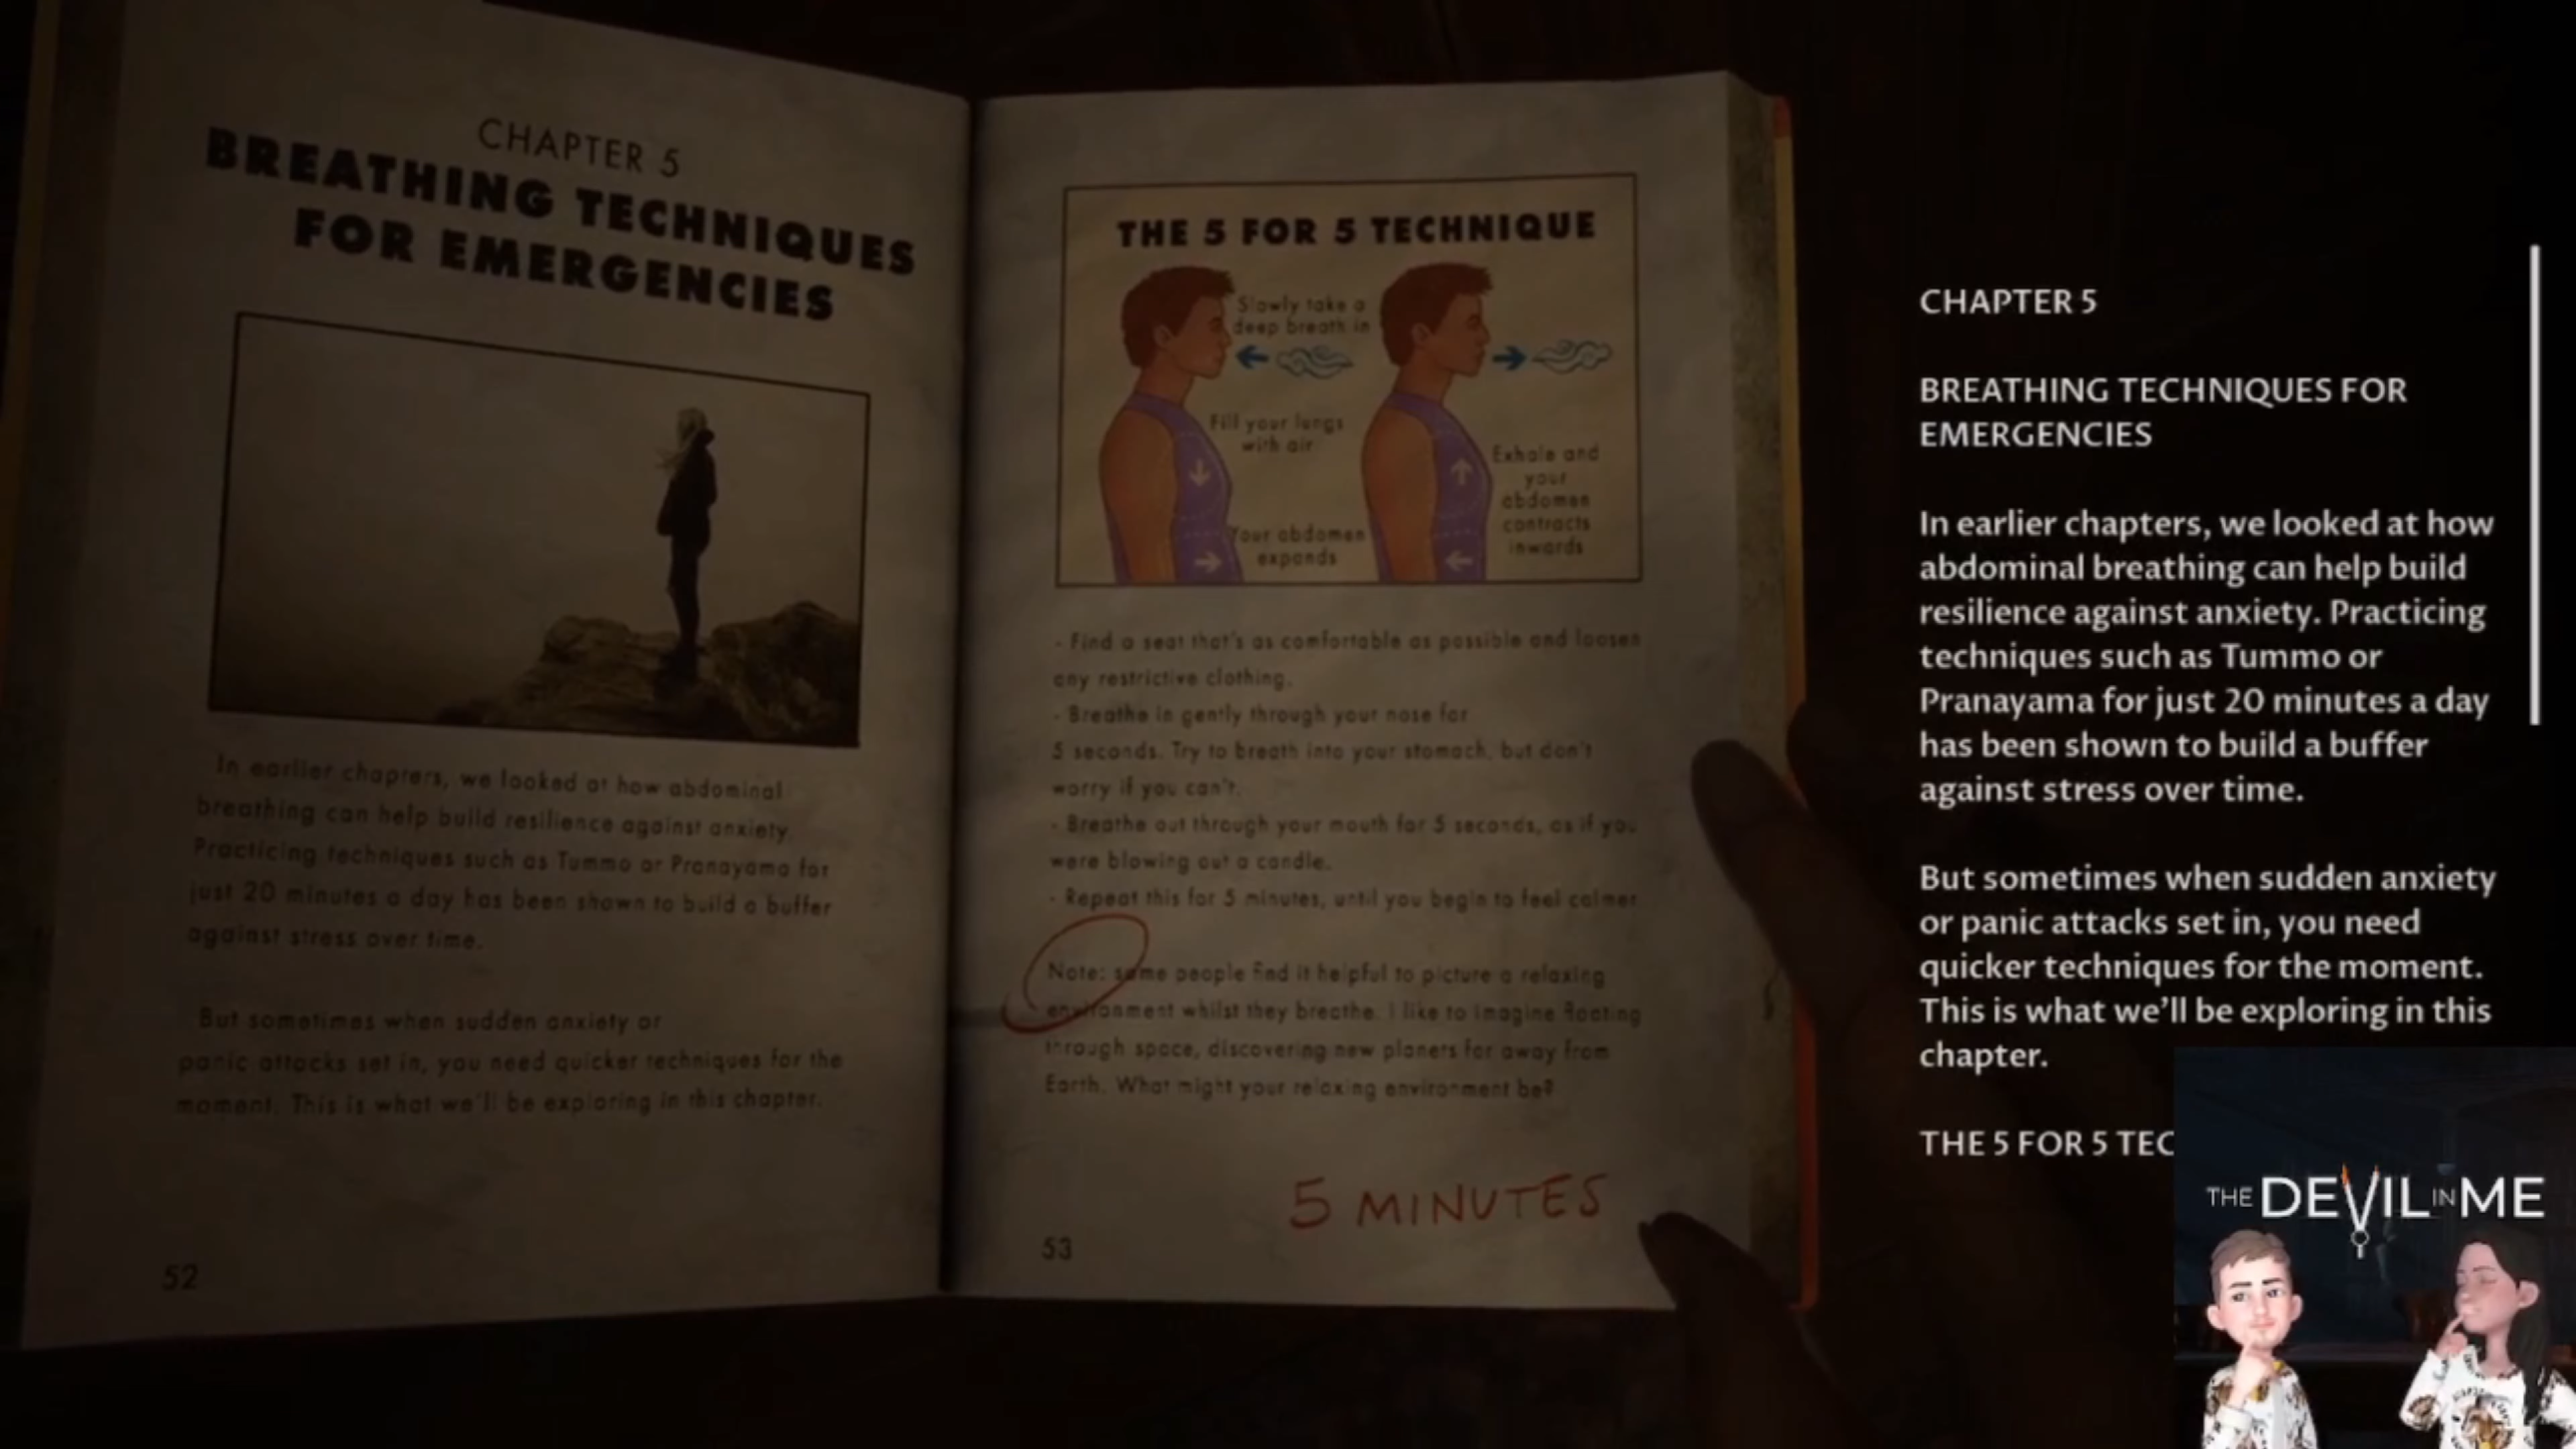 CHAPTER 5
BREATHING TECHNIQUES
FOR EMERGENCIES
In earlier chapters, we looked at how abdominal
breathing can help build resilience against anxiety.
Practicing techniques such as Tummo or Pranayama for
just 20 minutes a day has been shown to build a buffer
against stress over time.
But sometimes when sudden anxiety or
panic attacks set in, you need quicker techniques for the
moment. This is what we'll be exploring in this chapter.
52
THE 5 FOR 5 TECHNIQUE
Slowly take a
deep breath in
Fill your lungs
with air
Your abdomen
expands
Exhale and
your
abdomen
contracts
inwards
- Find a seat that's as comfortable as possible and loosen
any restrictive clothing.
- Breathe in gently through your nose for
5 seconds. Try to breath into your stomach, but don't
worry if you can't.
- Breathe out through your mouth for 5 seconds, as if you
were blowing out a candle.
- Repeat this for 5 minutes, until you begin to feel calmer
Note: some people find it helpful to picture a relaxing
environment whilst they breathe. I like to imagine floating
through space, discovering new planets far away from
Earth. What might your relaxing environment be?
5 MINUTES
53
CHAPTER 5
BREATHING TECHNIQUES FOR
EMERGENCIES
In earlier chapters, we looked at how
abdominal breathing can help build
resilience against anxiety. Practicing
techniques such as Tummo or
Pranayama for just 20 minutes a day
has been shown to build a buffer
against stress over time.
But sometimes when sudden anxiety
or panic attacks set in, you need
quicker techniques for the moment.
This is what we'll be exploring in this
chapter.
THE 5 FOR 5 TEC
THE DEVIL IN ME